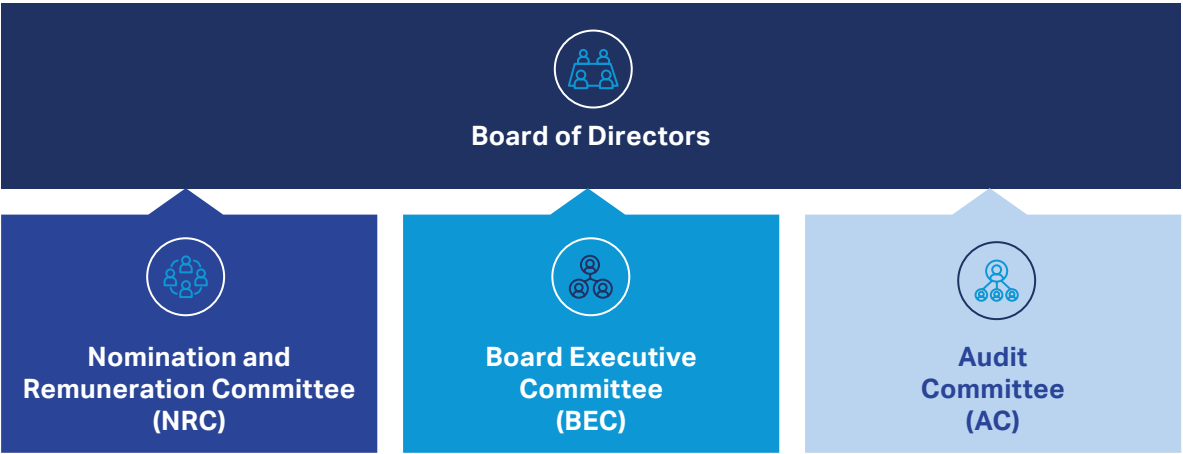 Board of Directors
Nomination and
Remuneration Committee
(NRC)
Board Executive
Committee
(BEC)
Audit
Committee
(AC)